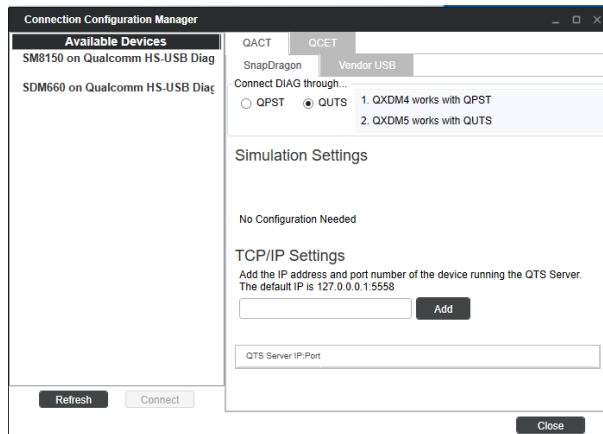 Connection Configuration Manager
Available Devices
SM8150 on Qualcomm HS-USB Diag
SDM660 on Qualcomm HS-USB Diag
Refresh
Connect
QACT
QCET
SnapDragon
Vendor USB
Connect DIAG through...
QPST
QUTS
1. QXDM4 works with QPST
2. QXDM5 works with QUTS
Simulation Settings
No Configuration Needed
TCP/IP Settings
Add the IP address and port number of the device running the QTS Server.
The default IP is 127.0.0.0.1:5558
Add
QTS Server IP:Port
Close